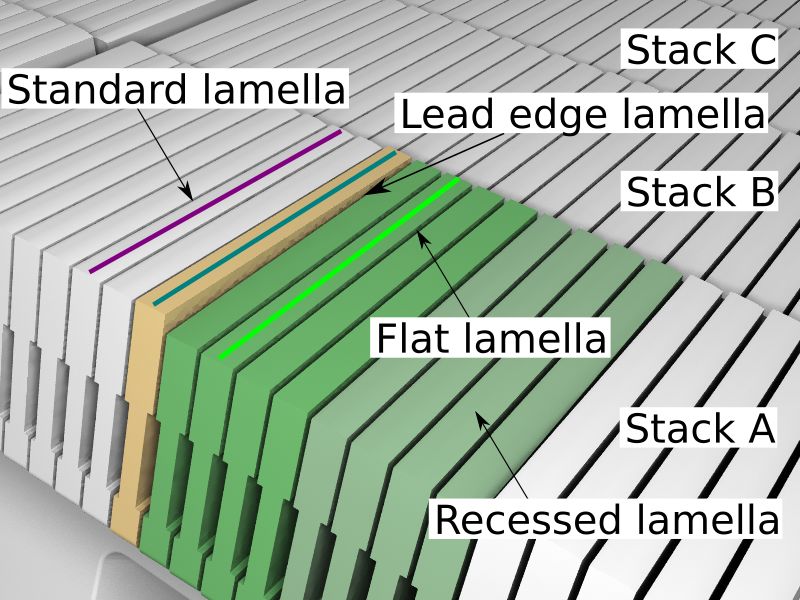 Stack C
Standard lamella
Lead edge lamella
Stack B
Flat lamella
Stack A
Recessed lamella